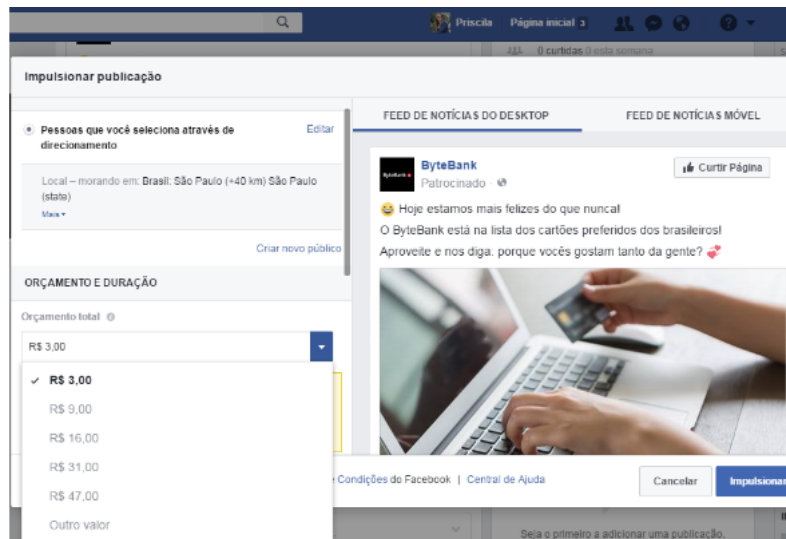 Priscila Página inicial 3
0 curtidas 0 esta semana
Impulsionar publicação
Pessoas que você seleciona através de direcionamento
Editar
Local – morando em: Brasil: São Paulo (+40 km) São Paulo (state)
Mais
Criar novo público
ORÇAMENTO E DURAÇÃO
Orçamento total
R$ 3,00
R$ 3,00
R$ 9,00
R$ 16,00
R$ 31,00
R$ 47,00
Outro valor
FEED DE NOTÍCIAS DO DESKTOP
FEED DE NOTÍCIAS MÓVEL
ByteBank
Patrocinado
Curtir Página
Hoje estamos mais felizes do que nunca!
O ByteBank está na lista dos cartões preferidos dos brasileiros!
Aproveite e nos diga: porque vocês gostam tanto da gente?
Condições do Facebook | Central de Ajuda
Cancelar
Impulsionar
Seja o primeiro a adicionar uma publicação.